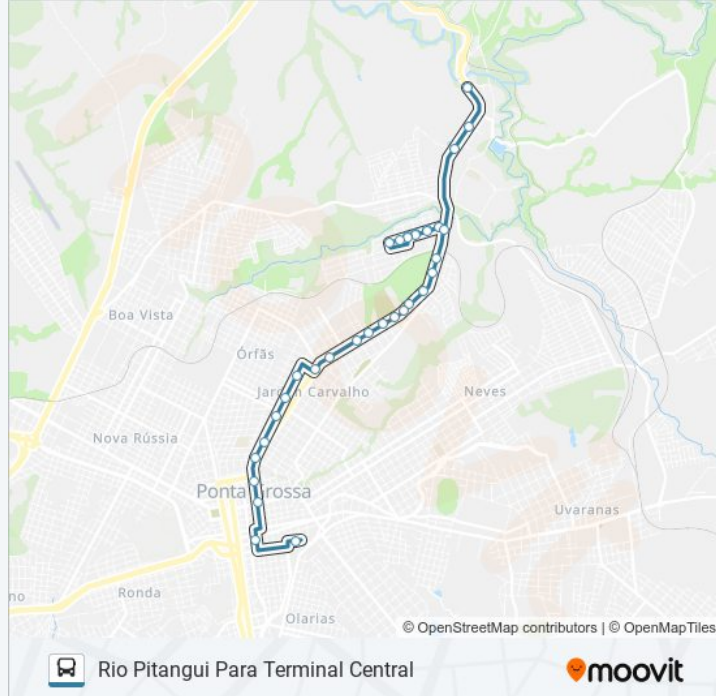 Boa Vista
Órfãs
Jardim Carvalho
Neves
Nova Rússia
Ponta Grossa
Uvaranas
no
Ronda
Olarias
© OpenStreetMap contributors | © OpenMapTiles
Rio Pitangui Para Terminal Central
moovit